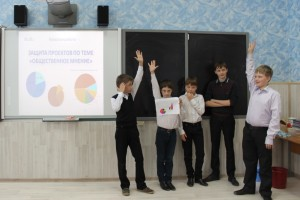 ЗАЩИТА ПРОЕКТОВ ПО ТЕМЕ
«ОБЩЕСТВЕННОЕ МНЕНИЕ»